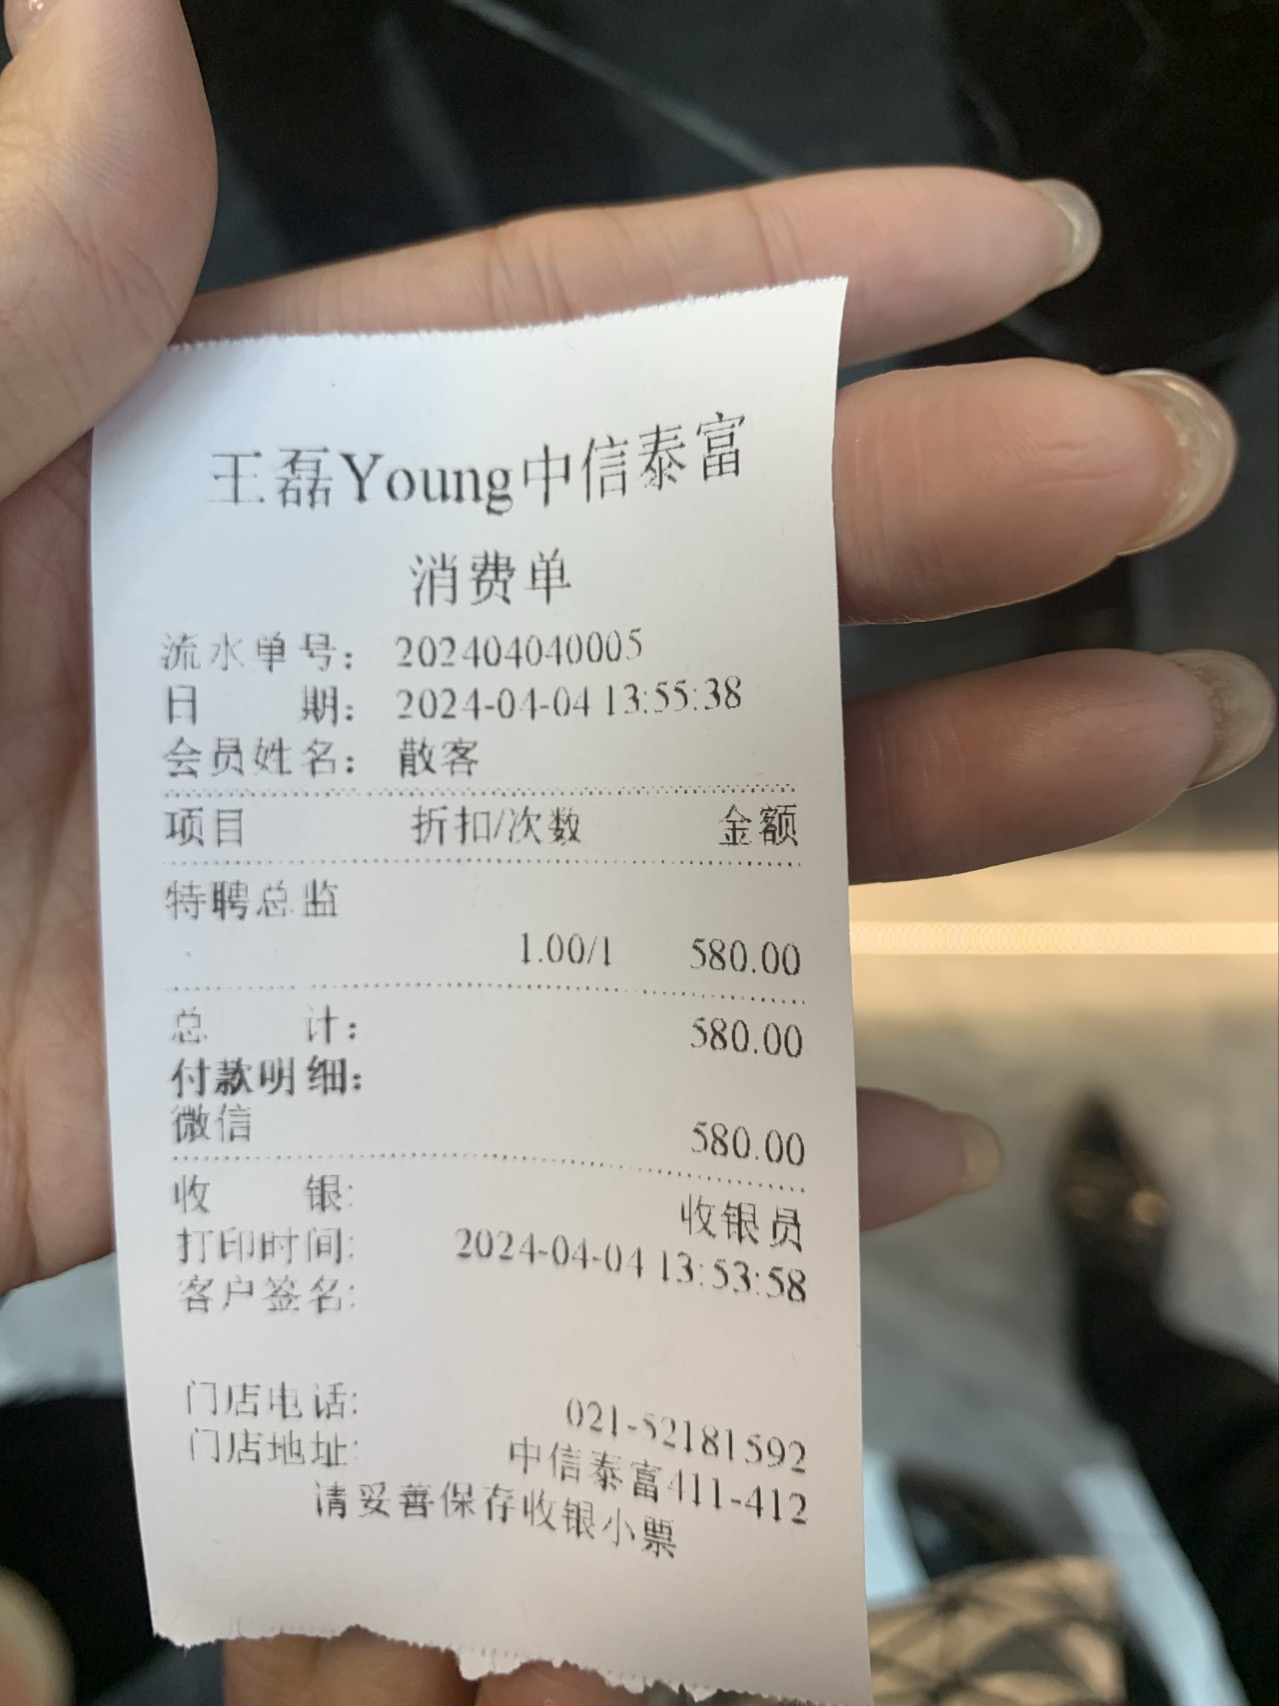 王磊Young中信泰富
消费单
流水单号： 202404040005
日 期： 2024-04-04 13:55:38
会员姓名： 散客
项目 折扣/次数 金额
特聘总监
1.00/1 580.00
总 计： 580.00
付款明细：
微信 580.00
收 银: 收银员
打印时间: 2024-04-04 13:53:58
客户签名:
门店电话: 021-52181592
门店地址: 中信泰富411-412
请妥善保存收银小票